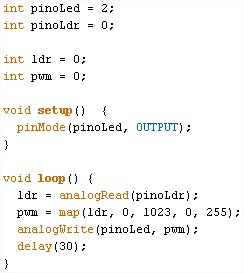 int pinoLed = 2;
int pinoLdr = 0;

int ldr = 0;
int pwm = 0;

void setup()  {
  pinMode(pinoLed, OUTPUT);
}

void loop() {
  ldr = analogRead(pinoLdr);
  pwm = map(ldr, 0, 1023, 0, 255);
  analogWrite(pinoLed, pwm);
  delay(30);
}